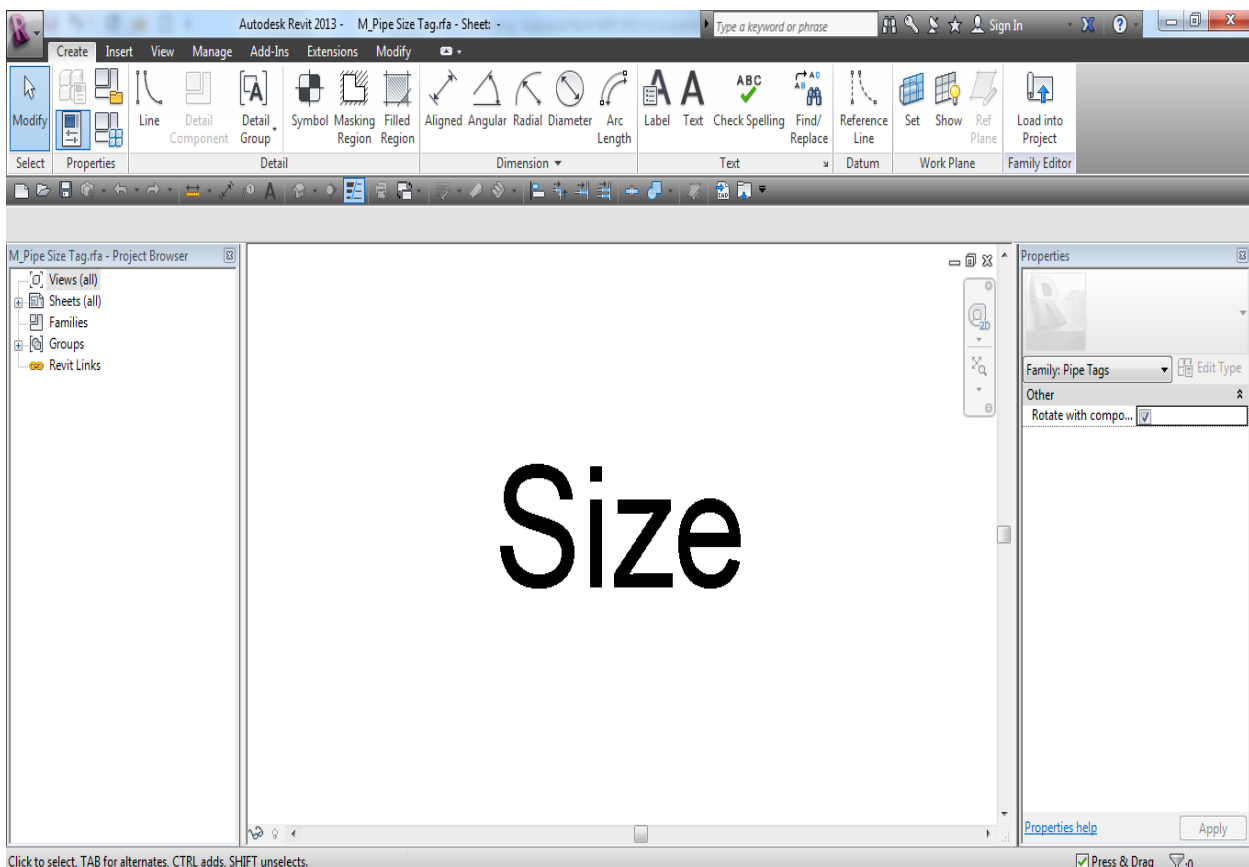 Autodesk Revit 2013 - M_Pipe Size Tag.rfa - Sheet: - Type a keyword or phrase Sign In
Create Insert View Manage Add-Ins Extensions Modify
Modify Line Detail Component Detail Group Symbol Masking Region Filled Region Aligned Angular Radial Diameter Arc Length Label Text ABC Check Spelling Find/ Replace Reference Line Set Show Ref Plane Load into Project
Select Properties Detail Dimension Text Datum Work Plane Family Editor
M_Pipe Size Tag.rfa - Project Browser
Views (all)
Sheets (all)
Families
Groups
Revit Links
2D
Size
Properties
Family: Pipe Tags Edit Type
Other
Rotate with compo...
Properties help Apply
Click to select, TAB for alternates, CTRL adds, SHIFT unselects. Press & Drag :0